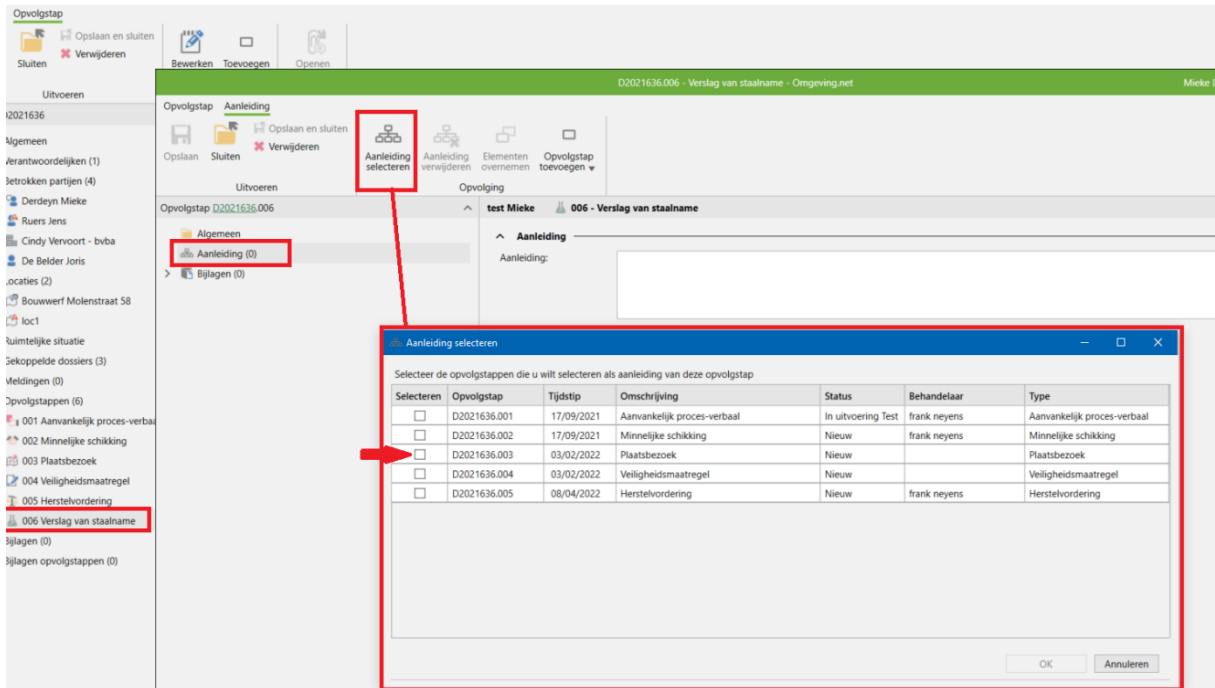 Opvolgstap
Opslaan en sluiten
Verwijderen
Sluiten
Bewerken Toevoegen Openen
Uitvoeren
D2021636.006 - Verslag van staalname - Omgeving.net
Mieke
2021636
Algemeen
Verantwoordelijken (1)
Betrokken partijen (4)
Derdeyn Mieke
Ruers Jens
Cindy Vervoort - bvba
De Belder Joris
Locaties (2)
Bouwwerf Molenstraat 58
loc1
Ruimtelijke situatie
Gekoppelde dossiers (3)
Meldingen (0)
Opvolgstappen (6)
001 Aanvankelijk proces-verbaa
002 Minnelijke schikking
003 Plaatsbezoek
004 Veiligheidsmaatregel
005 Herstelvordering
006 Verslag van staalname
Bijlagen (0)
Bijlagen opvolgstappen (0)
Opvolgstap Aanleiding
Opslaan en sluiten
Verwijderen
Opslaan Sluiten
Aanleiding selecteren
Aanleiding verwijderen
Elementen overnemen
Opvolgstap toevoegen
Uitvoeren Opvolging
Opvolgstap D2021636.006
test Mieke 006 - Verslag van staalname
Algemeen
Aanleiding (0)
Bijlagen (0)
Aanleiding
Aanleiding:
Aanleiding selecteren
Selecteer de opvolgstappen die u wilt selecteren als aanleiding van deze opvolgstap
Selecteren Opvolgstap Tijdstip Omschrijving Status Behandelaar Type
D2021636.001 17/09/2021 Aanvankelijk proces-verbaal In uitvoering Test frank neyens Aanvankelijk proces-verbaal
D2021636.002 17/09/2021 Minnelijke schikking Nieuw frank neyens Minnelijke schikking
D2021636.003 03/02/2022 Plaatsbezoek Nieuw Plaatsbezoek
D2021636.004 03/02/2022 Veiligheidsmaatregel Nieuw Veiligheidsmaatregel
D2021636.005 08/04/2022 Herstelvordering Nieuw frank neyens Herstelvordering
OK Annuleren